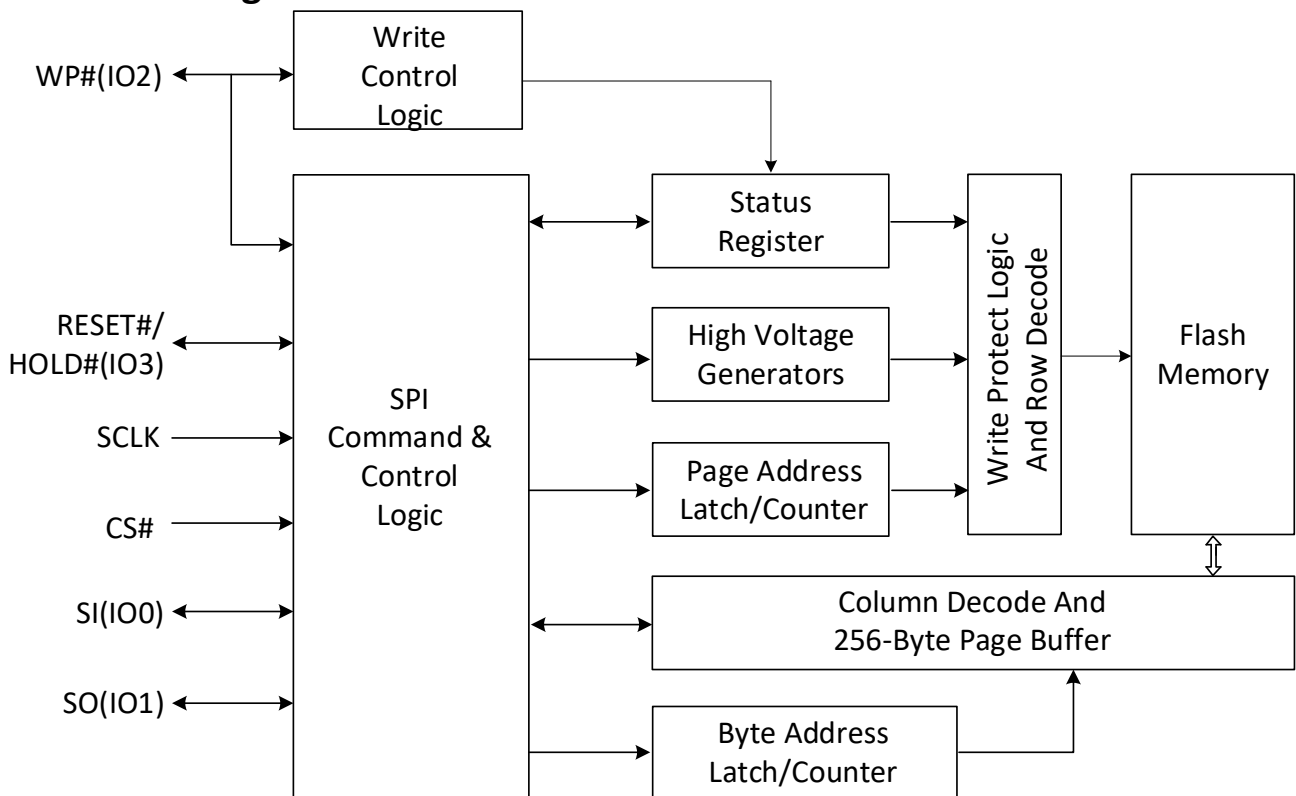 WP#(IO2)
Write
Control
Logic
Status
Register
RESET#/
HOLD#(IO3)
High Voltage
Generators
SCLK
SPI
Command &
Control
Logic
Page Address
Latch/Counter
CS#
Write Protect Logic
And Row Decode
Flash
Memory
SI(IO0)
Column Decode And
256-Byte Page Buffer
SO(IO1)
Byte Address
Latch/Counter